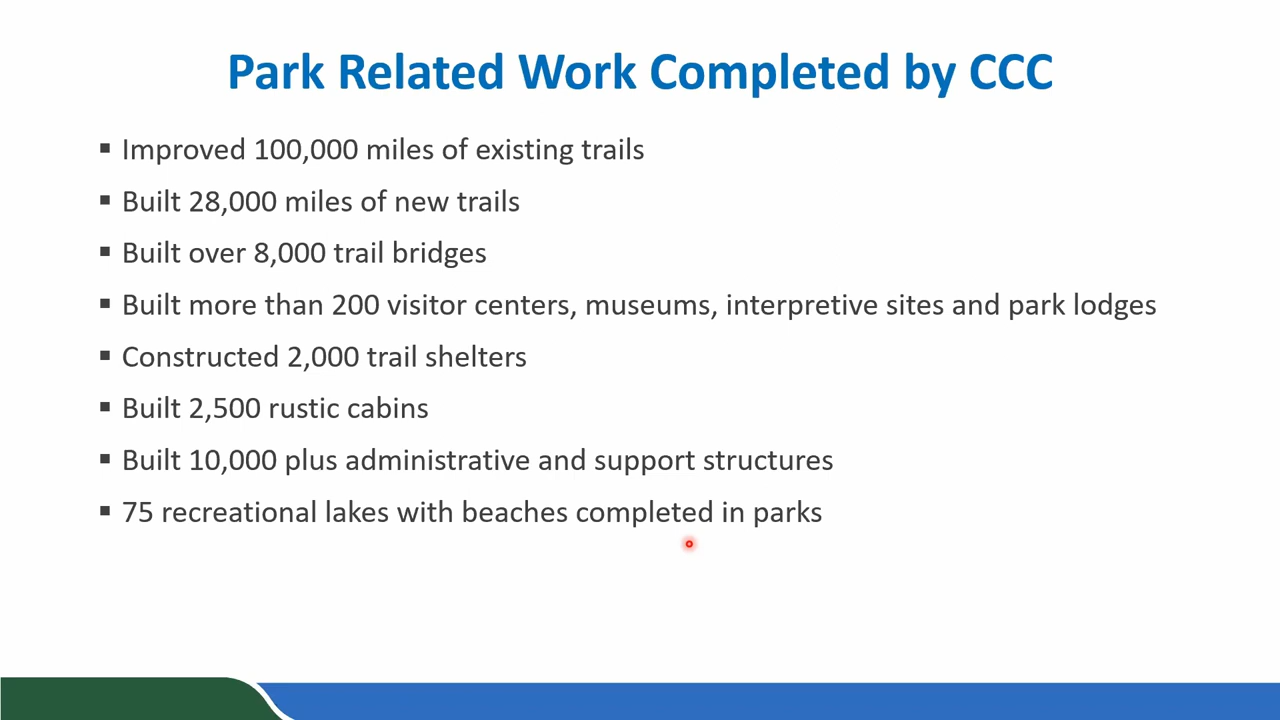 Park Related Work Completed by CCC
▪ Improved 100,000 miles of existing trails
▪ Built 28,000 miles of new trails
▪ Built over 8,000 trail bridges
▪ Built more than 200 visitor centers, museums, interpretive sites and park lodges
▪ Constructed 2,000 trail shelters
▪ Built 2,500 rustic cabins
▪ Built 10,000 plus administrative and support structures
▪ 75 recreational lakes with beaches completed in parks